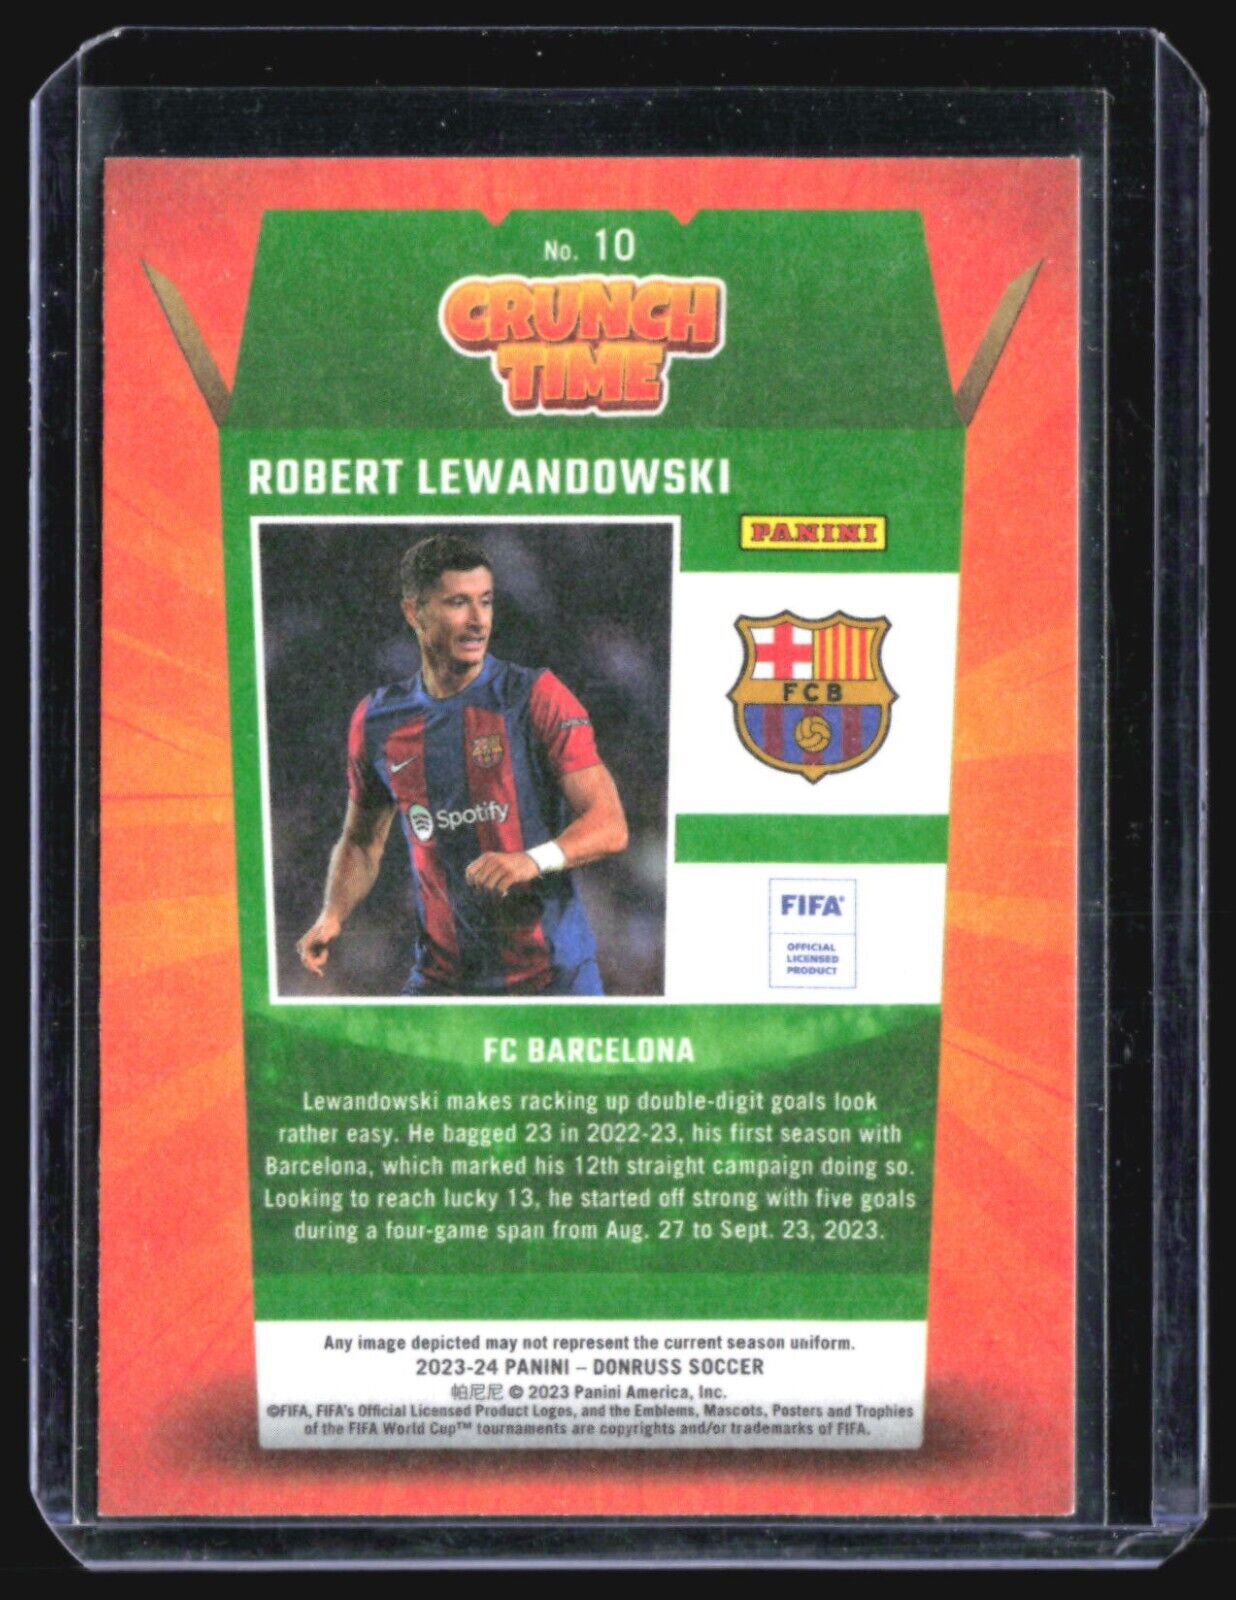 No. 10
CRUNCH
TIME
ROBERT LEWANDOWSKI
PANINI
FCB
Spotify
FIFA®
OFFICIAL
LICENSED
PRODUCT
FC BARCELONA
Lewandowski makes racking up double-digit goals look
rather easy. He bagged 23 in 2022-23, his first season with
Barcelona, which marked his 12th straight campaign doing so.
Looking to reach lucky 13, he started off strong with five goals
during a four-game span from Aug. 27 to Sept. 23, 2023.
Any image depicted may not represent the current season uniform.
2023-24 PANINI – DONRUSS SOCCER
帕尼尼 © 2023 Panini America, Inc.
©FIFA, FIFA's Official Licensed Product Logos, and the Emblems, Mascots, Posters and Trophies
of the FIFA World Cup™ tournaments are copyrights and/or trademarks of FIFA.